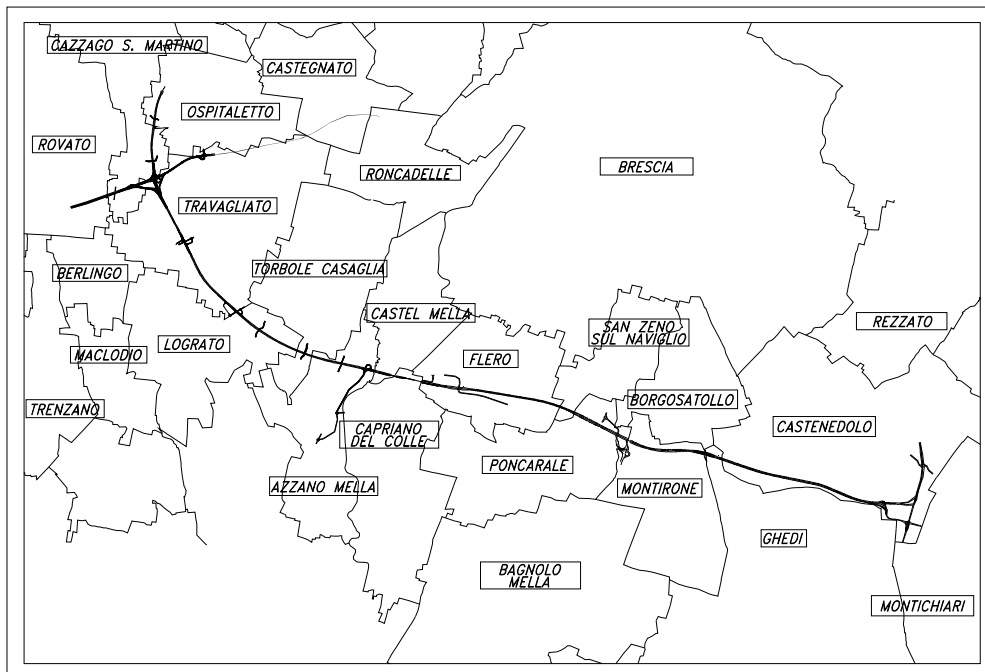 CAZZAGO S. MARTINO
CASTEGNATO
OSPITALETTO
ROVATO
RONCADELLE
BRESCIA
TRAVAGLIATO
BERLINGO
TORBOLE CASAGLIA
CASTEL MELLA
REZZATO
SAN ZENO
SUL NAVIGLIO
LOGRATO
MACLODIO
FLERO
BORGOSATOLLO
TRENZANO
CASTENEDOLO
CAPRIANO
DEL COLLE
PONCARALE
AZZANO MELLA
MONTIRONE
GHEDI
BAGNOLO
MELLA
MONTICHIARI